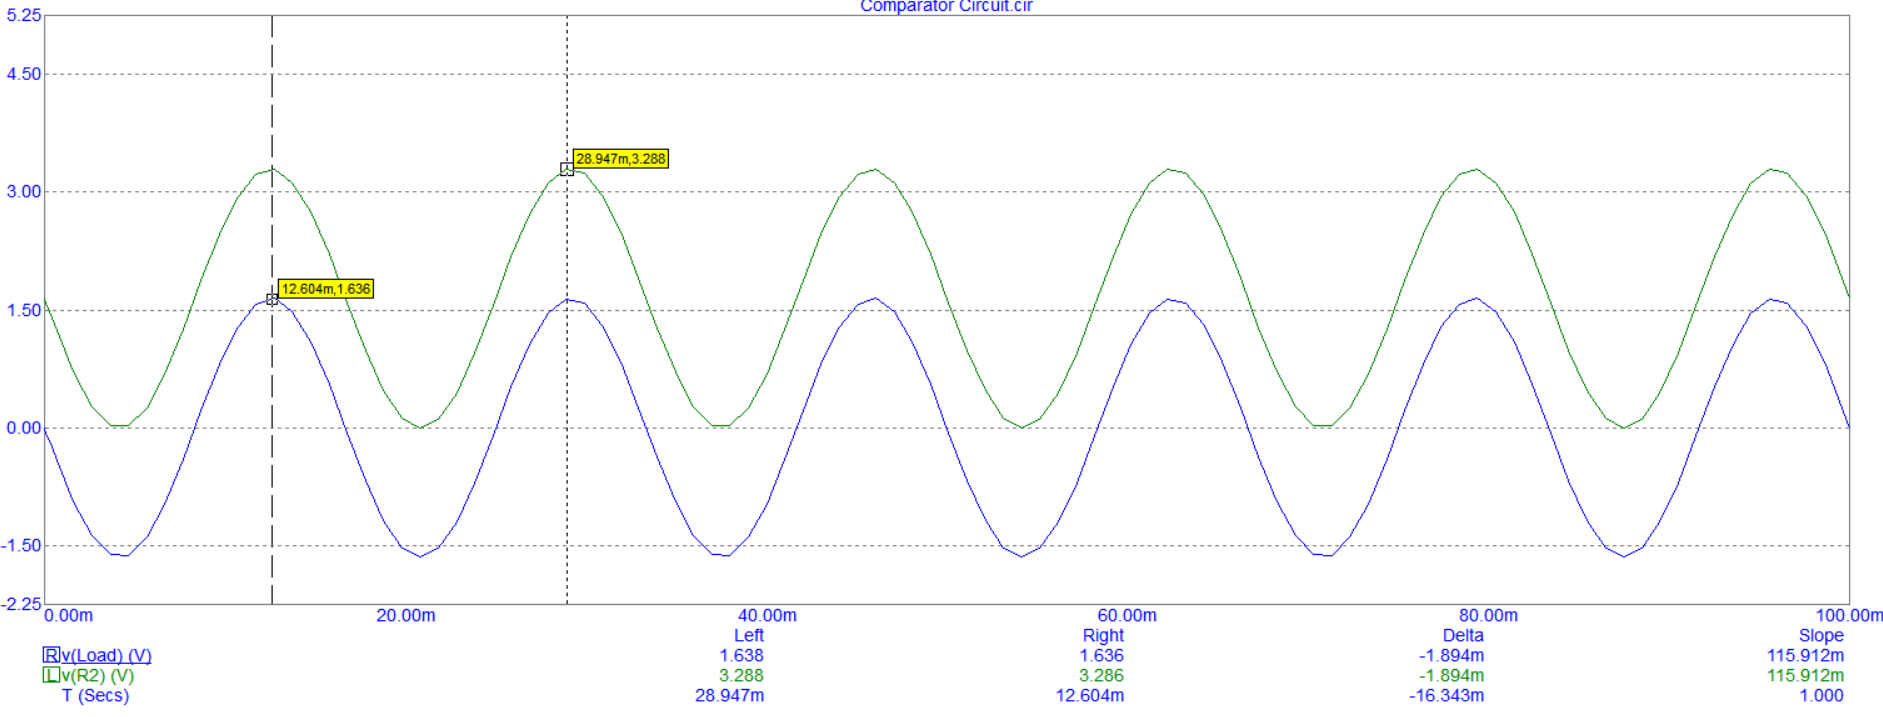 Comparator Circuit.cir
5.25
4.50
28.947m,3.288
3.00
12.604m,1.636
1.50
0.00
-1.50
-2.25
0.00m 20.00m 40.00m 60.00m 80.00m 100.00m
Left Right Delta Slope
R v(Load) (V) 1.638 1.636 -1.894m 115.912m
L v(R2) (V) 3.288 3.286 -1.894m 115.912m
T (Secs) 28.947m 12.604m -16.343m 1.000